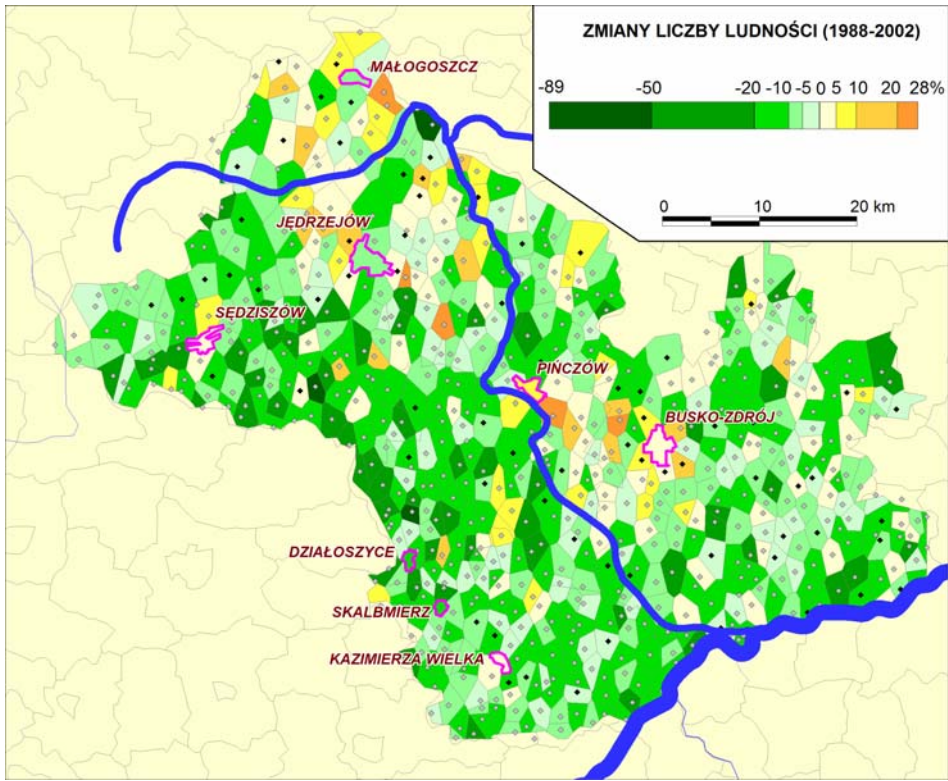 ZMIANY LICZBY LUDNOŚCI (1988-2002)
-89 -50 -20 -10 -5 0 5 10 20 28%
0 10 20 km
MAŁOGOSZCZ
JĘDRZEJÓW
SĘDZISZÓW
PIŃCZÓW
BUSKO-ZDRÓJ
DZIAŁOSZYCE
SKALBMIERZ
KAZIMIERZA WIELKA